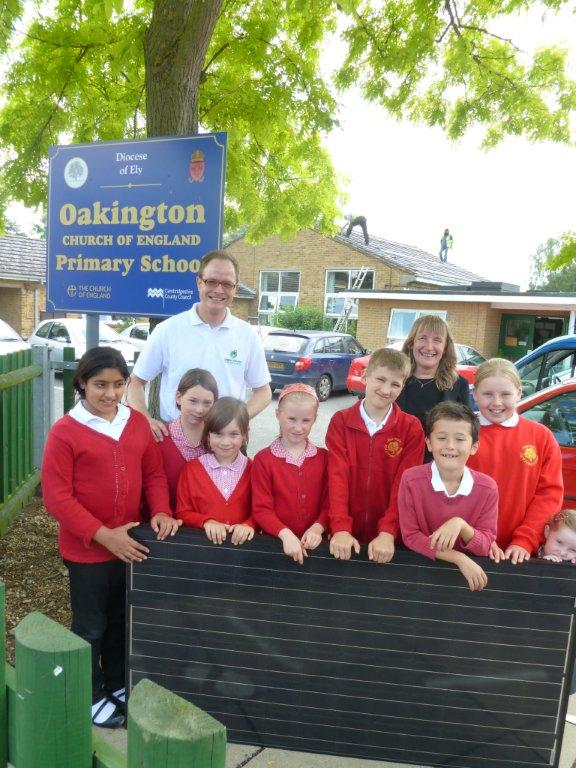 Diocese
of Ely
Oakington
CHURCH OF ENGLAND
Primary School
THE CHURCH
OF ENGLAND
Cambridgeshire
County Council